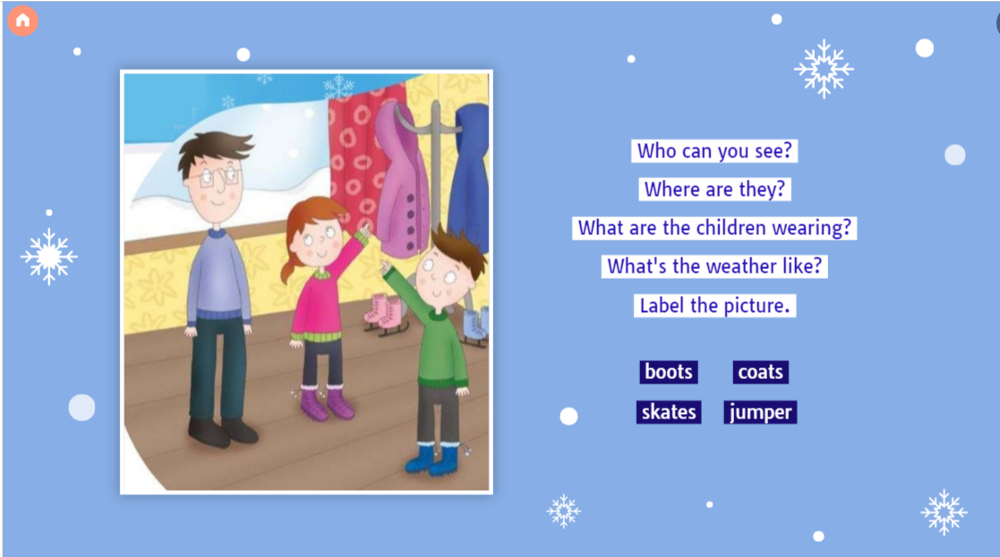 Who can you see?
Where are they?
What are the children wearing?
What's the weather like?
Label the picture.
boots coats
skates jumper